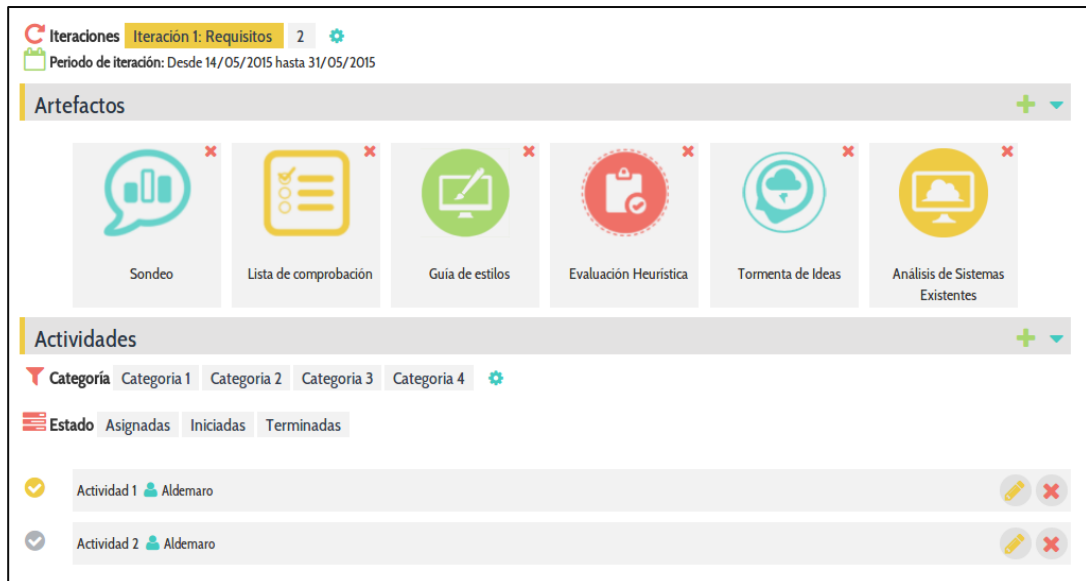 Iteraciones Iteración 1: Requisitos 2
Periodo de iteración: Desde 14/05/2015 hasta 31/05/2015
Artefactos
Sondeo Lista de comprobación Guía de estilos Evaluación Heurística Tormenta de Ideas Análisis de Sistemas
Existentes
Actividades
Categoría Categoria 1 Categoria 2 Categoria 3 Categoria 4
Estado Asignadas Iniciadas Terminadas
Actividad 1 Aldemaro
Actividad 2 Aldemaro